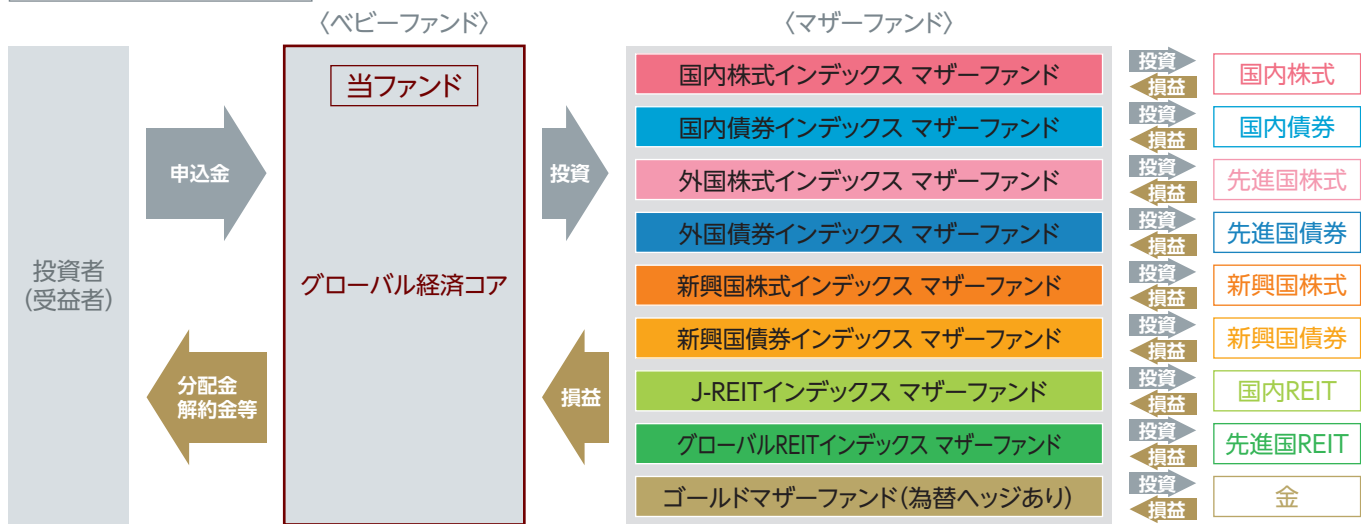 〈ベビーファンド〉
〈マザーファンド〉
投資者
(受益者)
申込金
分配金
解約金等
当ファンド
グローバル経済コア
投資
損益
国内株式インデックス マザーファンド
投資
損益
国内株式
国内債券インデックス マザーファンド
投資
損益
国内債券
外国株式インデックス マザーファンド
投資
損益
先進国株式
外国債券インデックス マザーファンド
投資
損益
先進国債券
新興国株式インデックス マザーファンド
投資
損益
新興国株式
新興国債券インデックス マザーファンド
投資
損益
新興国債券
J-REITインデックス マザーファンド
投資
損益
国内REIT
グローバルREITインデックス マザーファンド
投資
損益
先進国REIT
ゴールドマザーファンド(為替ヘッジあり)
投資
損益
金